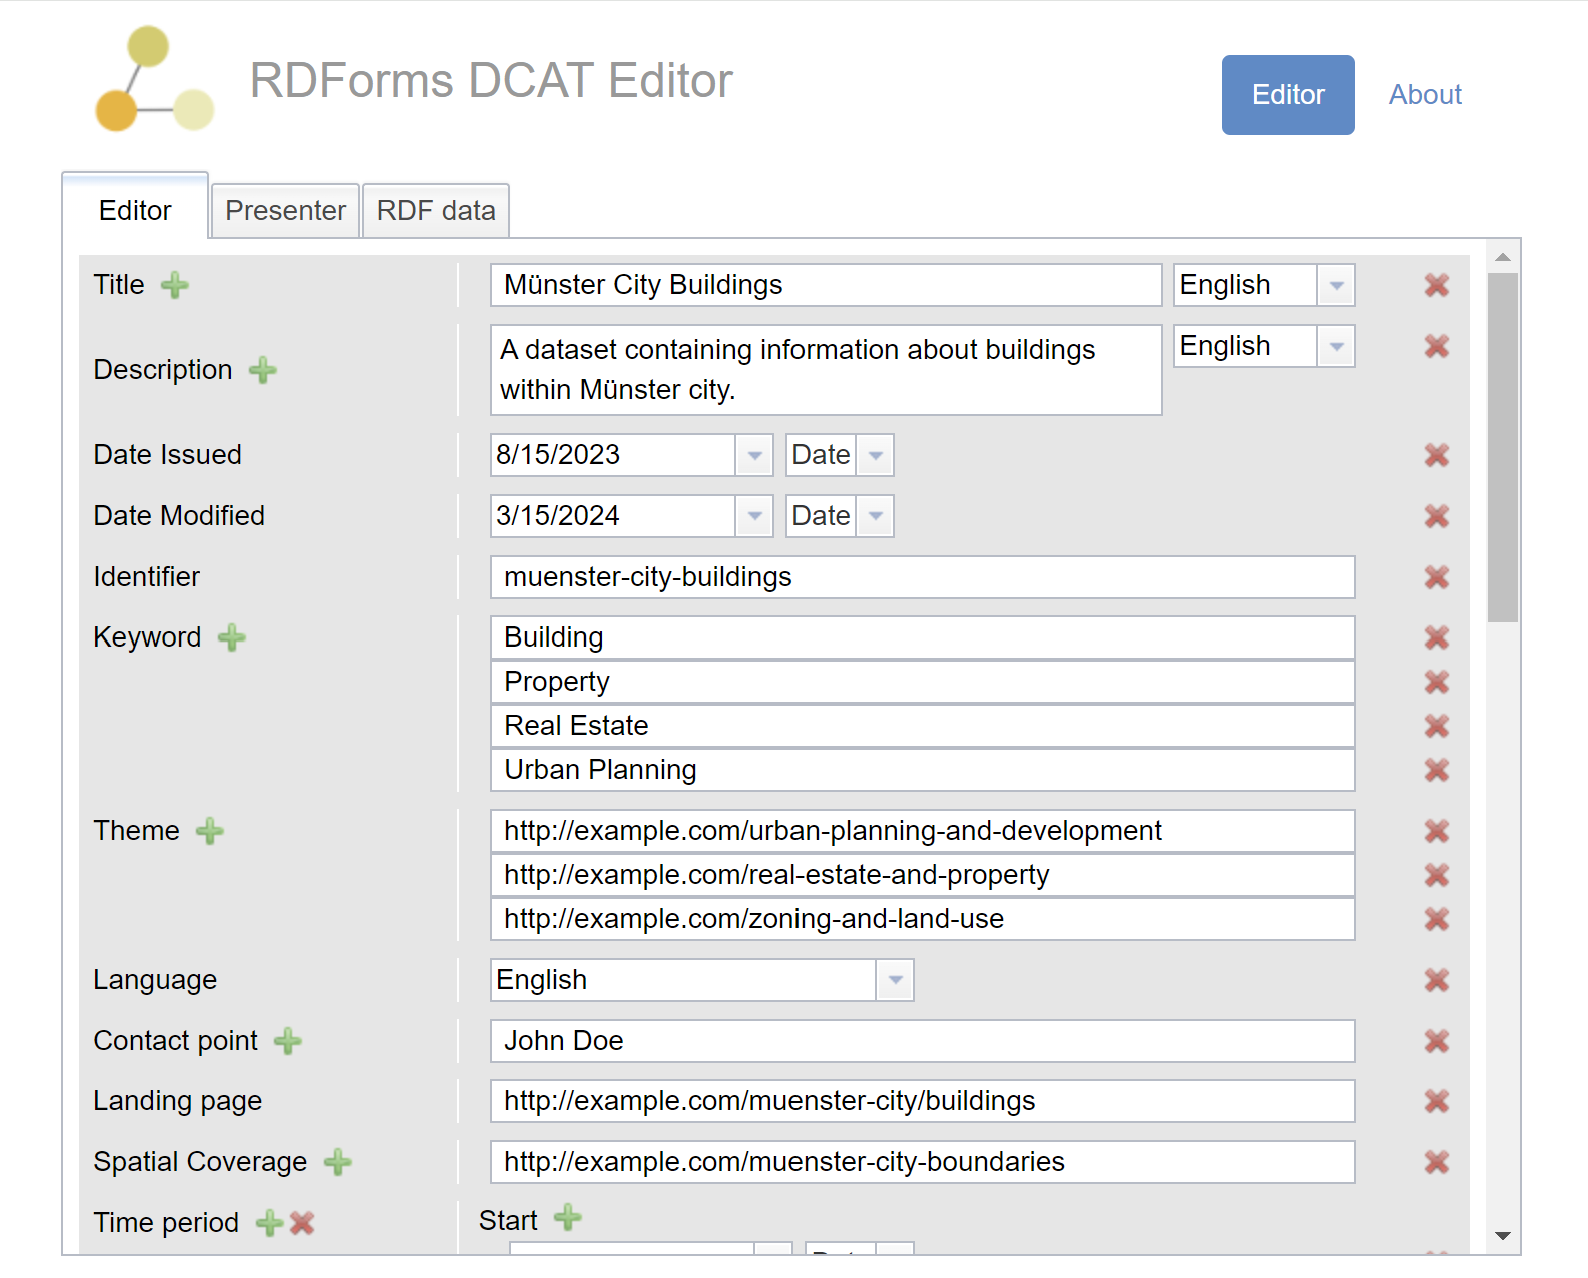 RDForms DCAT Editor
Editor About
Editor Presenter RDF data
Title Münster City Buildings English
Description A dataset containing information about buildings English
within Münster city.
Date Issued 8/15/2023 Date
Date Modified 3/15/2024 Date
Identifier muenster-city-buildings
Keyword Building
Property
Real Estate
Urban Planning
Theme http://example.com/urban-planning-and-development
http://example.com/real-estate-and-property
http://example.com/zoning-and-land-use
Language English
Contact point John Doe
Landing page http://example.com/muenster-city/buildings
Spatial Coverage http://example.com/muenster-city-boundaries
Time period Start